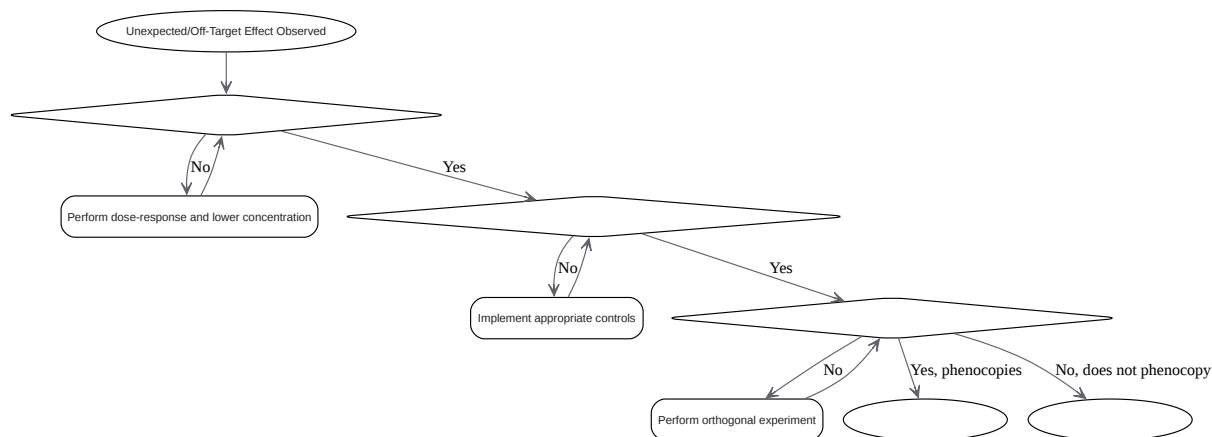 Unexpected/Off-Target Effect Observed
No
Yes
Perform dose-response and lower concentration
No
Yes
Implement appropriate controls
No
Yes, phenocopies
No, does not phenocopy
Perform orthogonal experiment